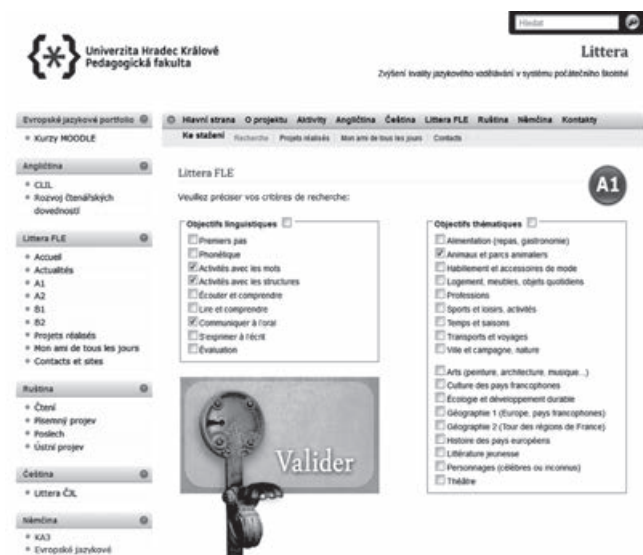 Hledat
Univerzita Hradec Králové
Pedagogická fakulta
Littera
Zvýšení kvality jazykového vzdělávání v systému počátečního školství
Evropské jazykové portfolio
Kurzy MOODLE
Angličtina
CLIL
Rozvoj čtenářských
dovedností
Littera FLE
Accueil
Actualités
A1
A2
B1
B2
Projets réalisés
Mon ami de tous les jours
Contacts et sites
Ruština
Čtení
Písemný projev
Poslech
Ústní projev
Čeština
Littera ČJL
Němčina
KA3
Evropské jazykové
Hlavní strana O projektu Aktivity Angličtina Čeština Littera FLE Ruština Němčina Kontakty
Ke stažení Recherche Projets réalisés Mon ami de tous les jours Contacts
Littera FLE
A1
Veuillez préciser vos critères de recherche:
Objectifs linguistiques
Premiers pas
Phonétique
Activités avec les mots
Activités avec les structures
Écouter et comprendre
Lire et comprendre
Communiquer à l'oral
S'exprimer à l'écrit
Évaluation
Valider
Objectifs thématiques
Alimentation (repas, gastronomie)
Animaux et parcs animaliers
Habillement et accessoires de mode
Logement, meubles, objets quotidiens
Professions
Sports et loisirs, activités
Temps et saisons
Transports et voyages
Ville et campagne, nature
Arts (peinture, architecture, musique...)
Culture des pays francophones
Écologie et développement durable
Géographie 1 (Europe, pays francophones)
Géographie 2 (Tour des régions de France)
Histoire des pays européens
Littérature jeunesse
Personnages (célèbres ou inconnus)
Théâtre